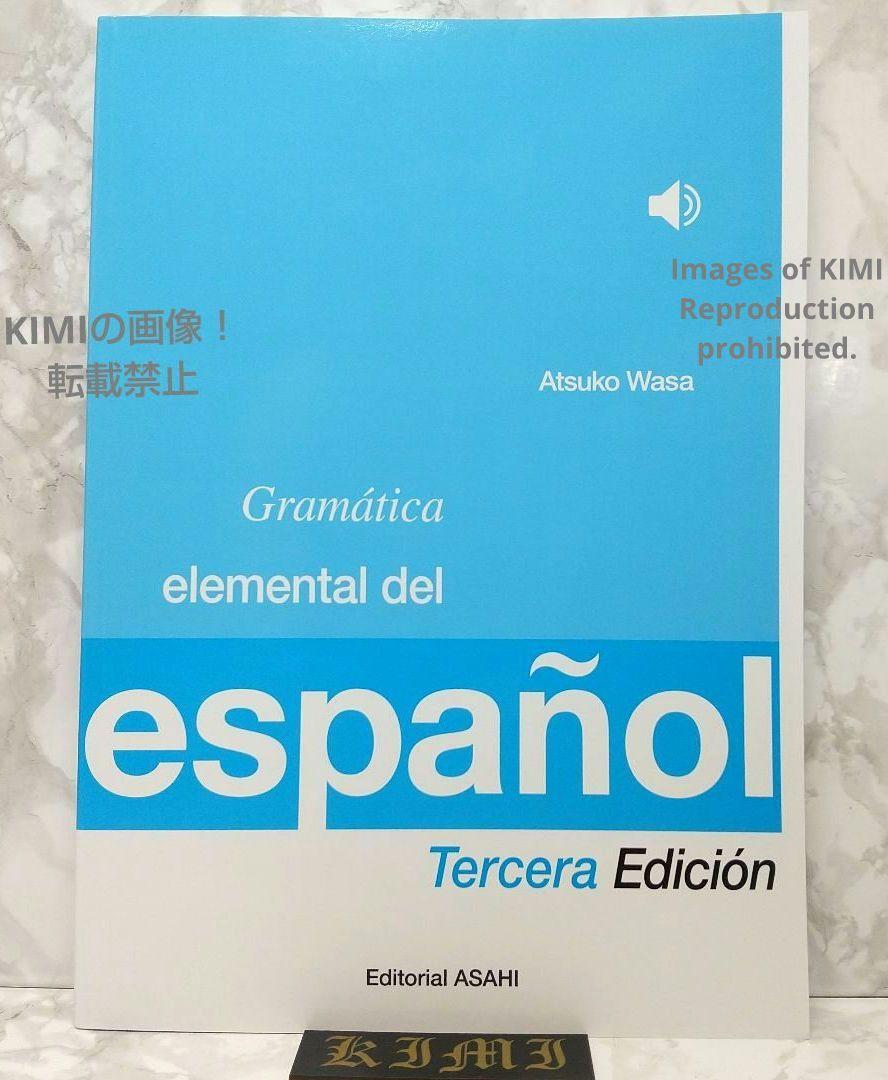 Images of KIMI
Reproduction
prohibited.
KIMIの画像！
転載禁止
Atsuko Wasa
Gramática
elemental del
español
Tercera Edición
Editorial ASAHI
KIMI